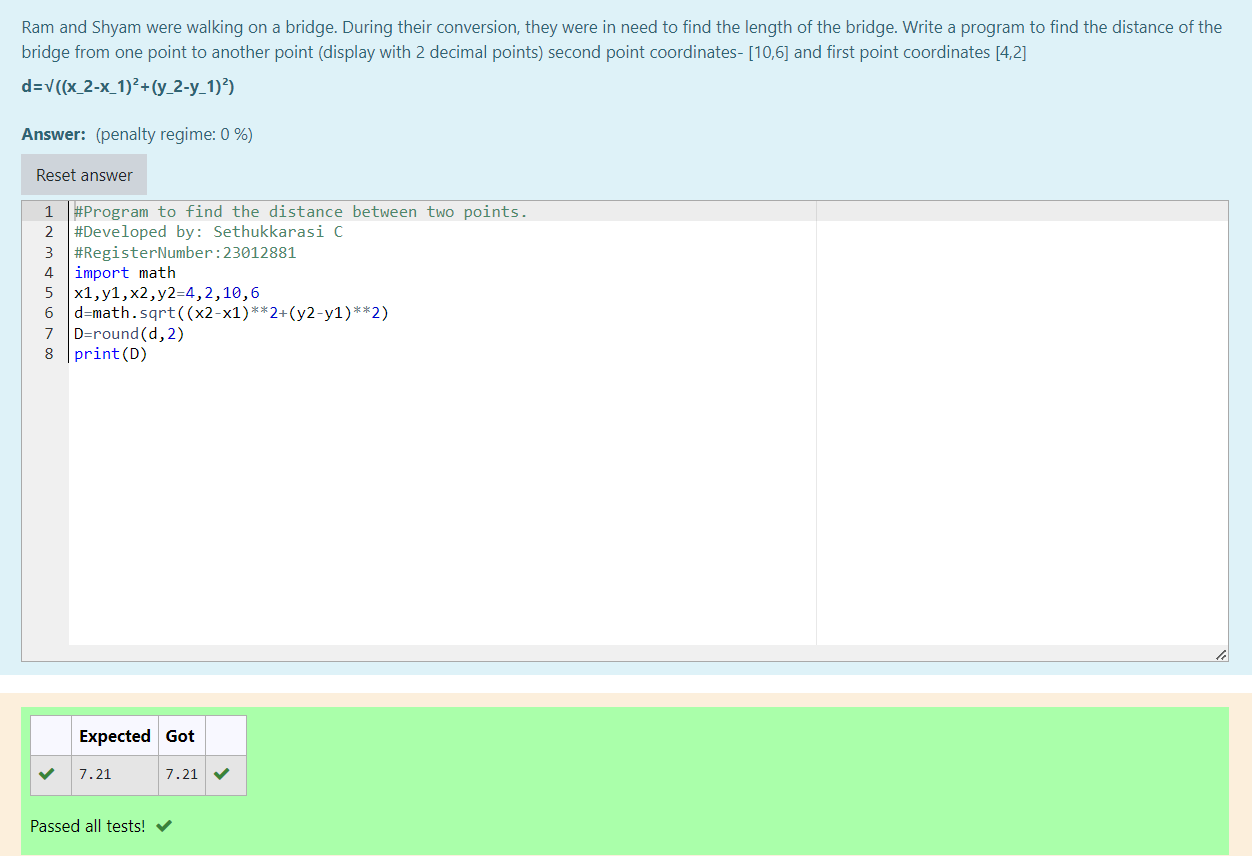 Ram and Shyam were walking on a bridge. During their conversion, they were in need to find the length of the bridge. Write a program to find the distance of the
bridge from one point to another point (display with 2 decimal points) second point coordinates- [10,6] and first point coordinates [4,2]
d=√((x_2-x_1)²+(y_2-y_1)²)
Answer: (penalty regime: 0 %)
Reset answer
1 #Program to find the distance between two points.
2 #Developed by: Sethukkarasi C
3 #RegisterNumber:23012881
4 import math
5 x1,y1,x2,y2=4,2,10,6
6 d=math.sqrt((x2-x1)**2+(y2-y1)**2)
7 D=round(d,2)
8 print(D)
Expected Got
7.21 7.21
Passed all tests!